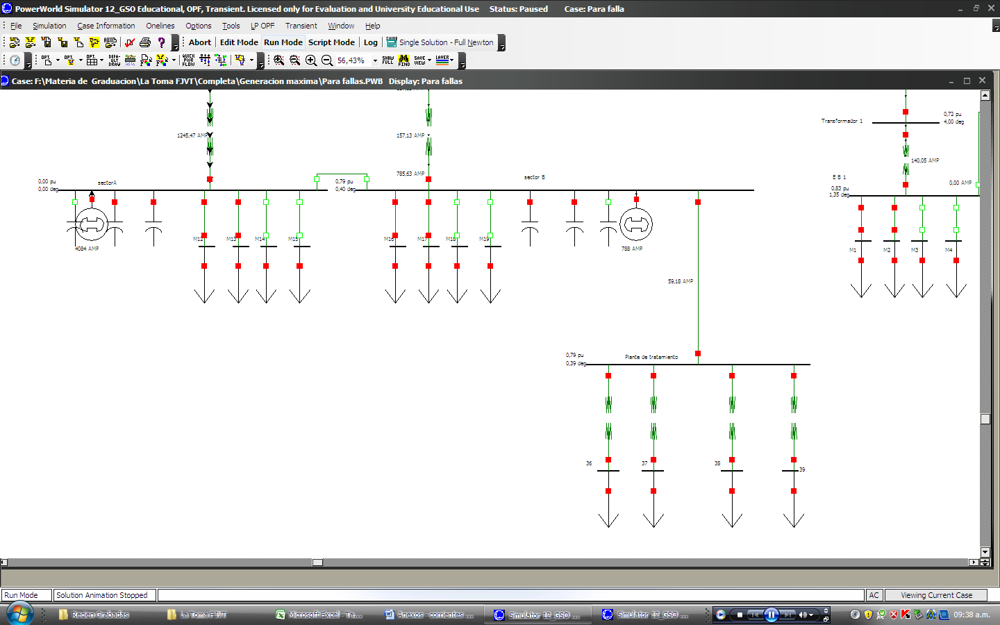 PowerWorld Simulator 12_GSO Educational, OPF, Transient. Licensed only for Evaluation and University Educational Use Status: Paused Case: Para falla
File Simulation Case Information Onelines Options Tools LP OPF Transient Window Help
Abort Edit Mode Run Mode Script Mode Log Single Solution - Full Newton
56,43%
Case: F:\Materia de Graduacion\La Toma FJVT\Completa\Generacion maxima\Para fallas.PWB Display: Para fallas
0,72 pu
Transformador 1
4,00 deg
1245,47 AMP
157,13 AMP
140,05 AMP
785,63 AMP
sector B
E B 1
0,00 pu
sectorA
0,79 pu
0,00 AMP
0,00 deg
0,40 deg
0,83 pu
1,35 deg
M12 M13 M14 M15 M16 M17 M18 M19
4084 AMP
788 AMP
M1 M2 M3 M4
59,18 AMP
0,79 pu
Plante de tratamiento
0,39 deg
36 37 38 39
Run Mode Solution Animation Stopped AC Viewing Current Case
Recien Grabadas La Toma FJVT Microsoft Excel - Ta... Anexos - corrientes ... Simulator 12_GSO ... Simulator 12_GSO ... 09:38 a.m.